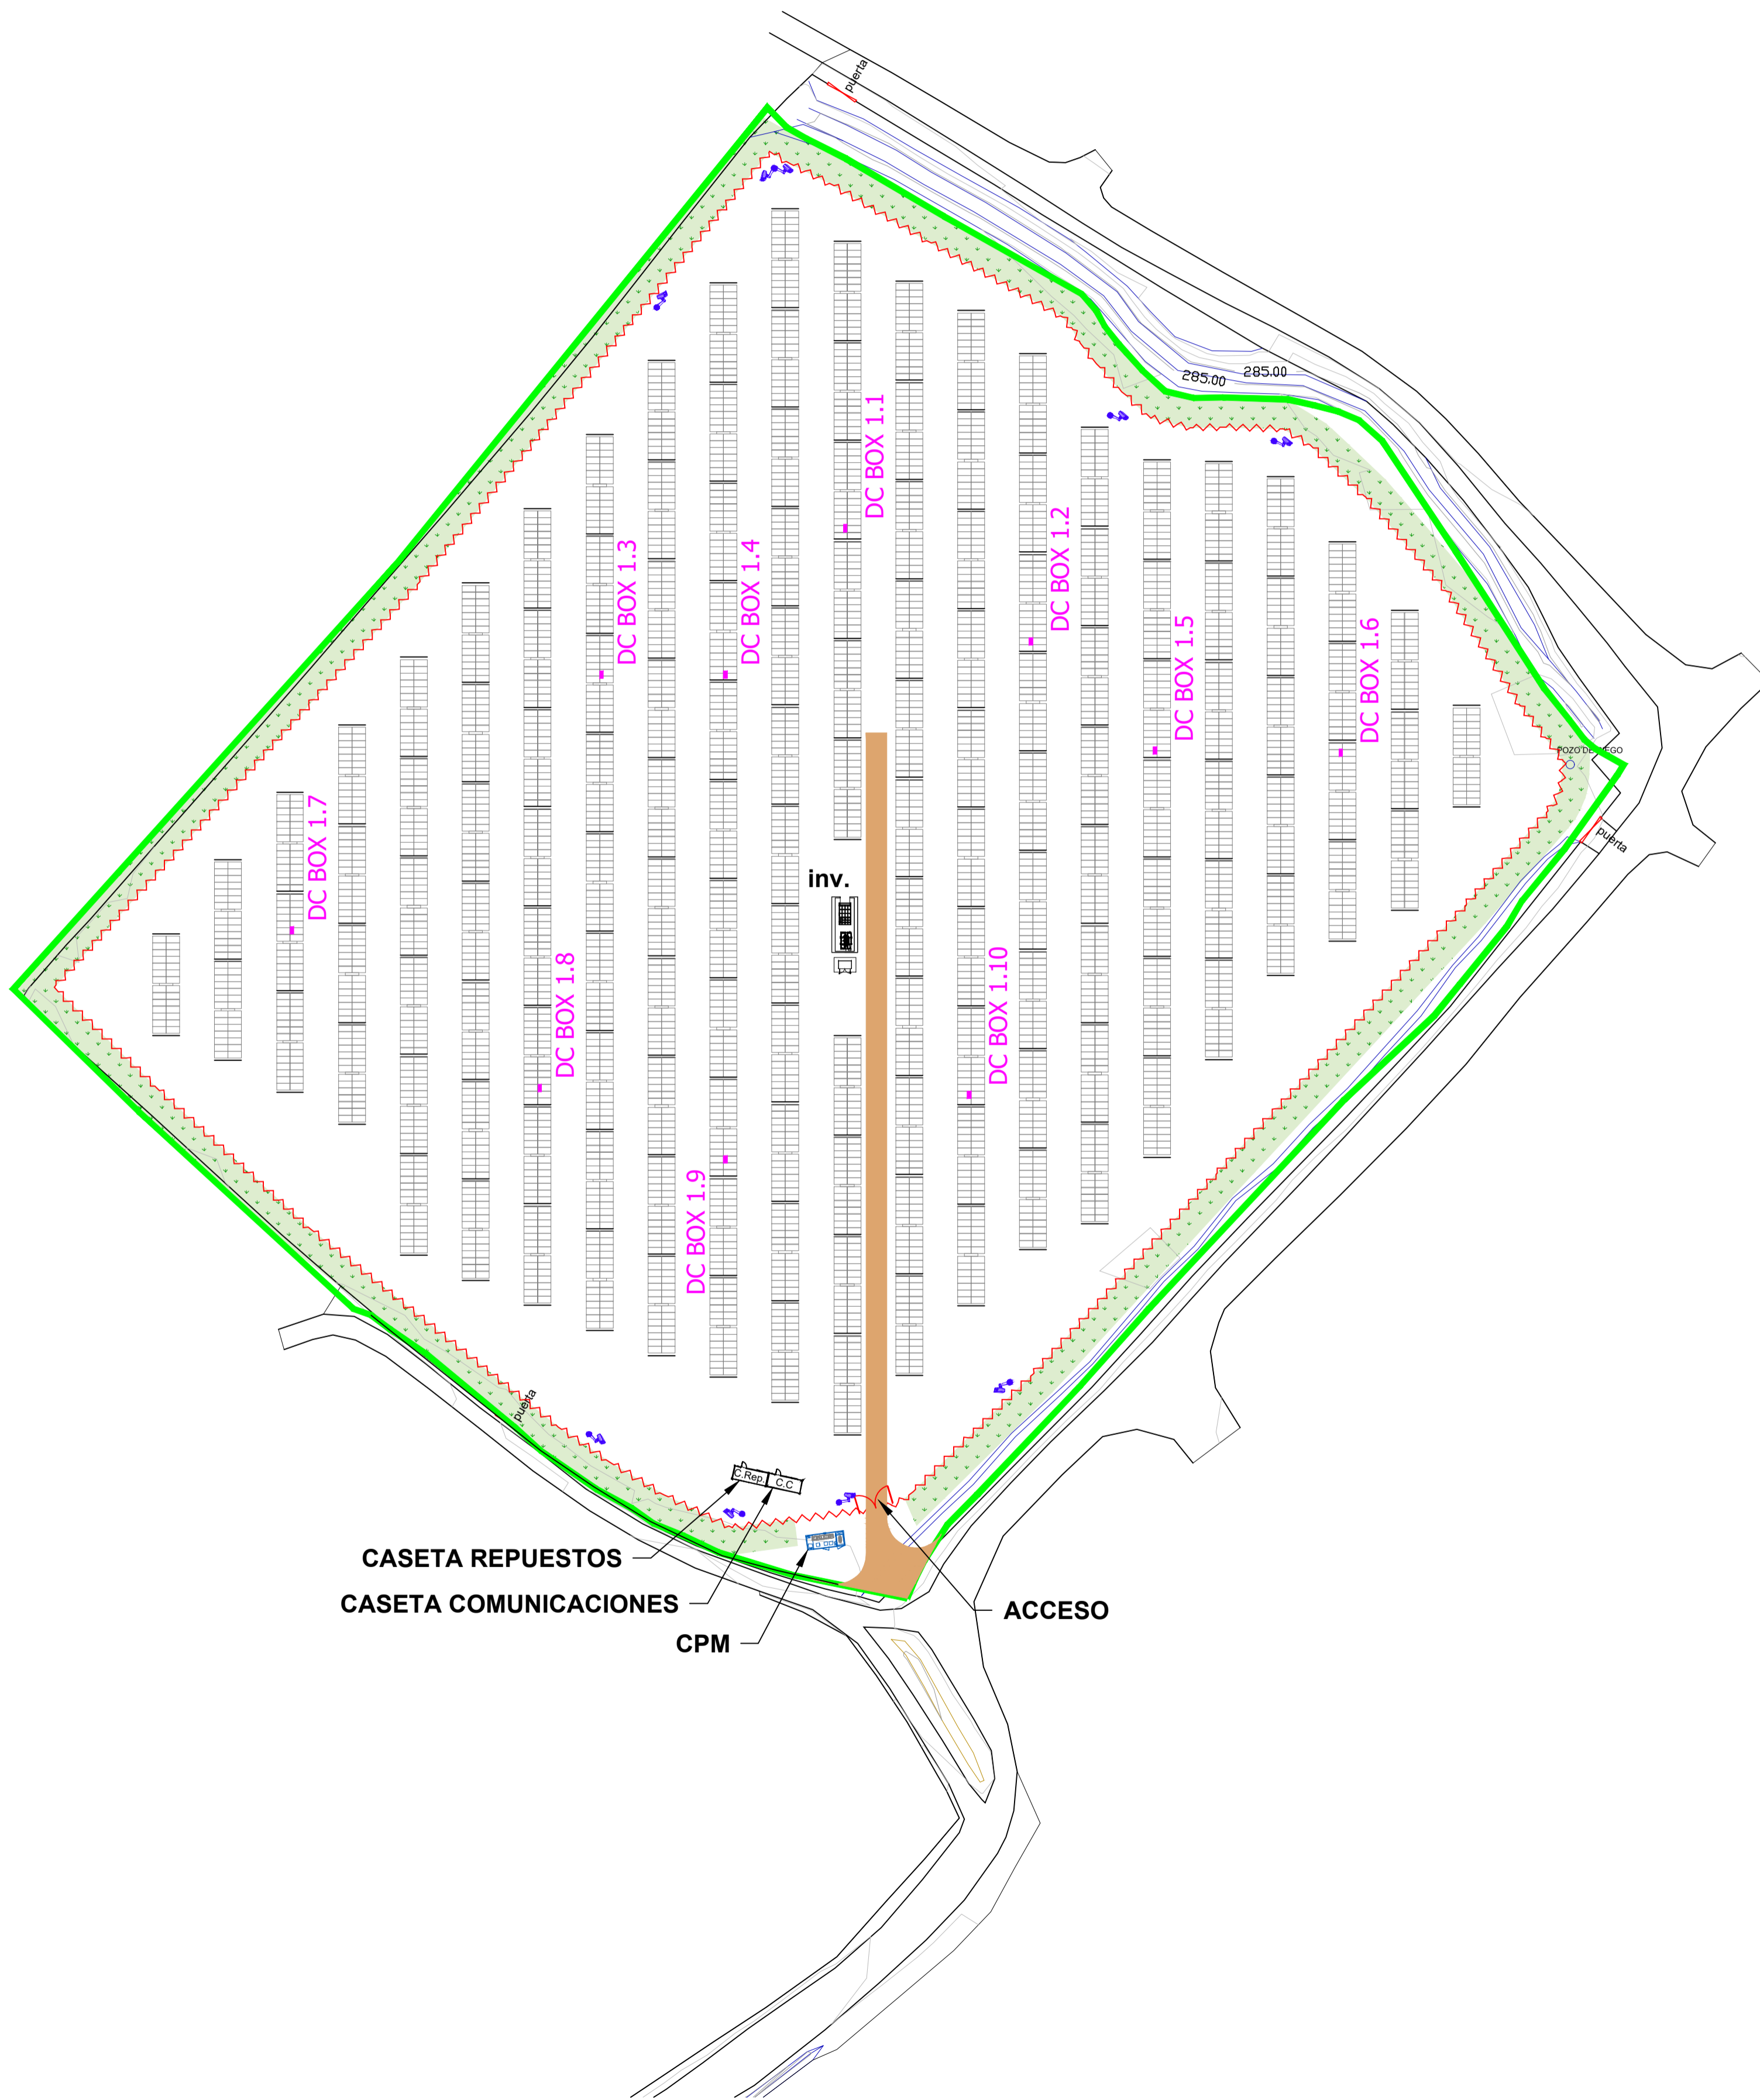 puerta
285.00
285.00
DC BOX 1.1
DC BOX 1.2
DC BOX 1.3
DC BOX 1.4
DC BOX 1.5
DC BOX 1.6
POZO DE
puerta
DC BOX 1.7
inv.
DC BOX 1.8
DC BOX 1.10
DC BOX 1.9
puerta
C.Rep.
C.C
CASETA REPUESTOS
CASETA COMUNICACIONES
ACCESO
CPM